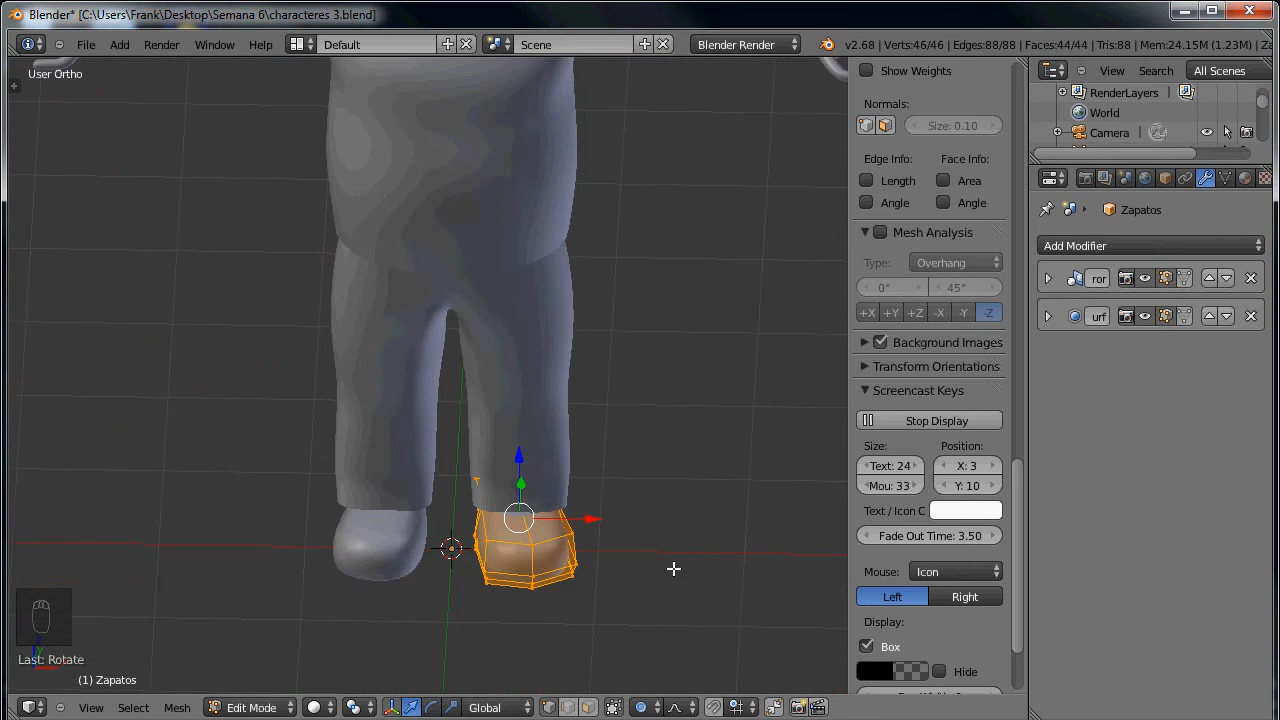 Blender* [C:\Users\Frank\Desktop\Semana 6\characteres 3.blend]
File Add Render Window Help Default Scene Blender Render v2.68 | Verts:46/46 | Edges:88/88 | Faces:44/44 | Tris:88 | Mem:24.15M (1.23M) | Za
User Ortho
Show Weights
Normals:
Size: 0.10
Edge Info: Face Info:
Length Area
Angle Angle
Mesh Analysis
Type: Overhang
0° 45°
+X +Y +Z -X -Y -Z
Background Images
Transform Orientations
Screencast Keys
Stop Display
Size: Position:
Text: 24 X: 3
Mou: 33 Y: 10
Text / Icon C
Fade Out Time: 3.50
Mouse: Icon
Left Right
Display:
Box
Hide
View Search All Scenes
RenderLayers
World
Camera
Zapatos
Add Modifier
ror
urf
Last: Rotate
(1) Zapatos
View Select Mesh Edit Mode Global